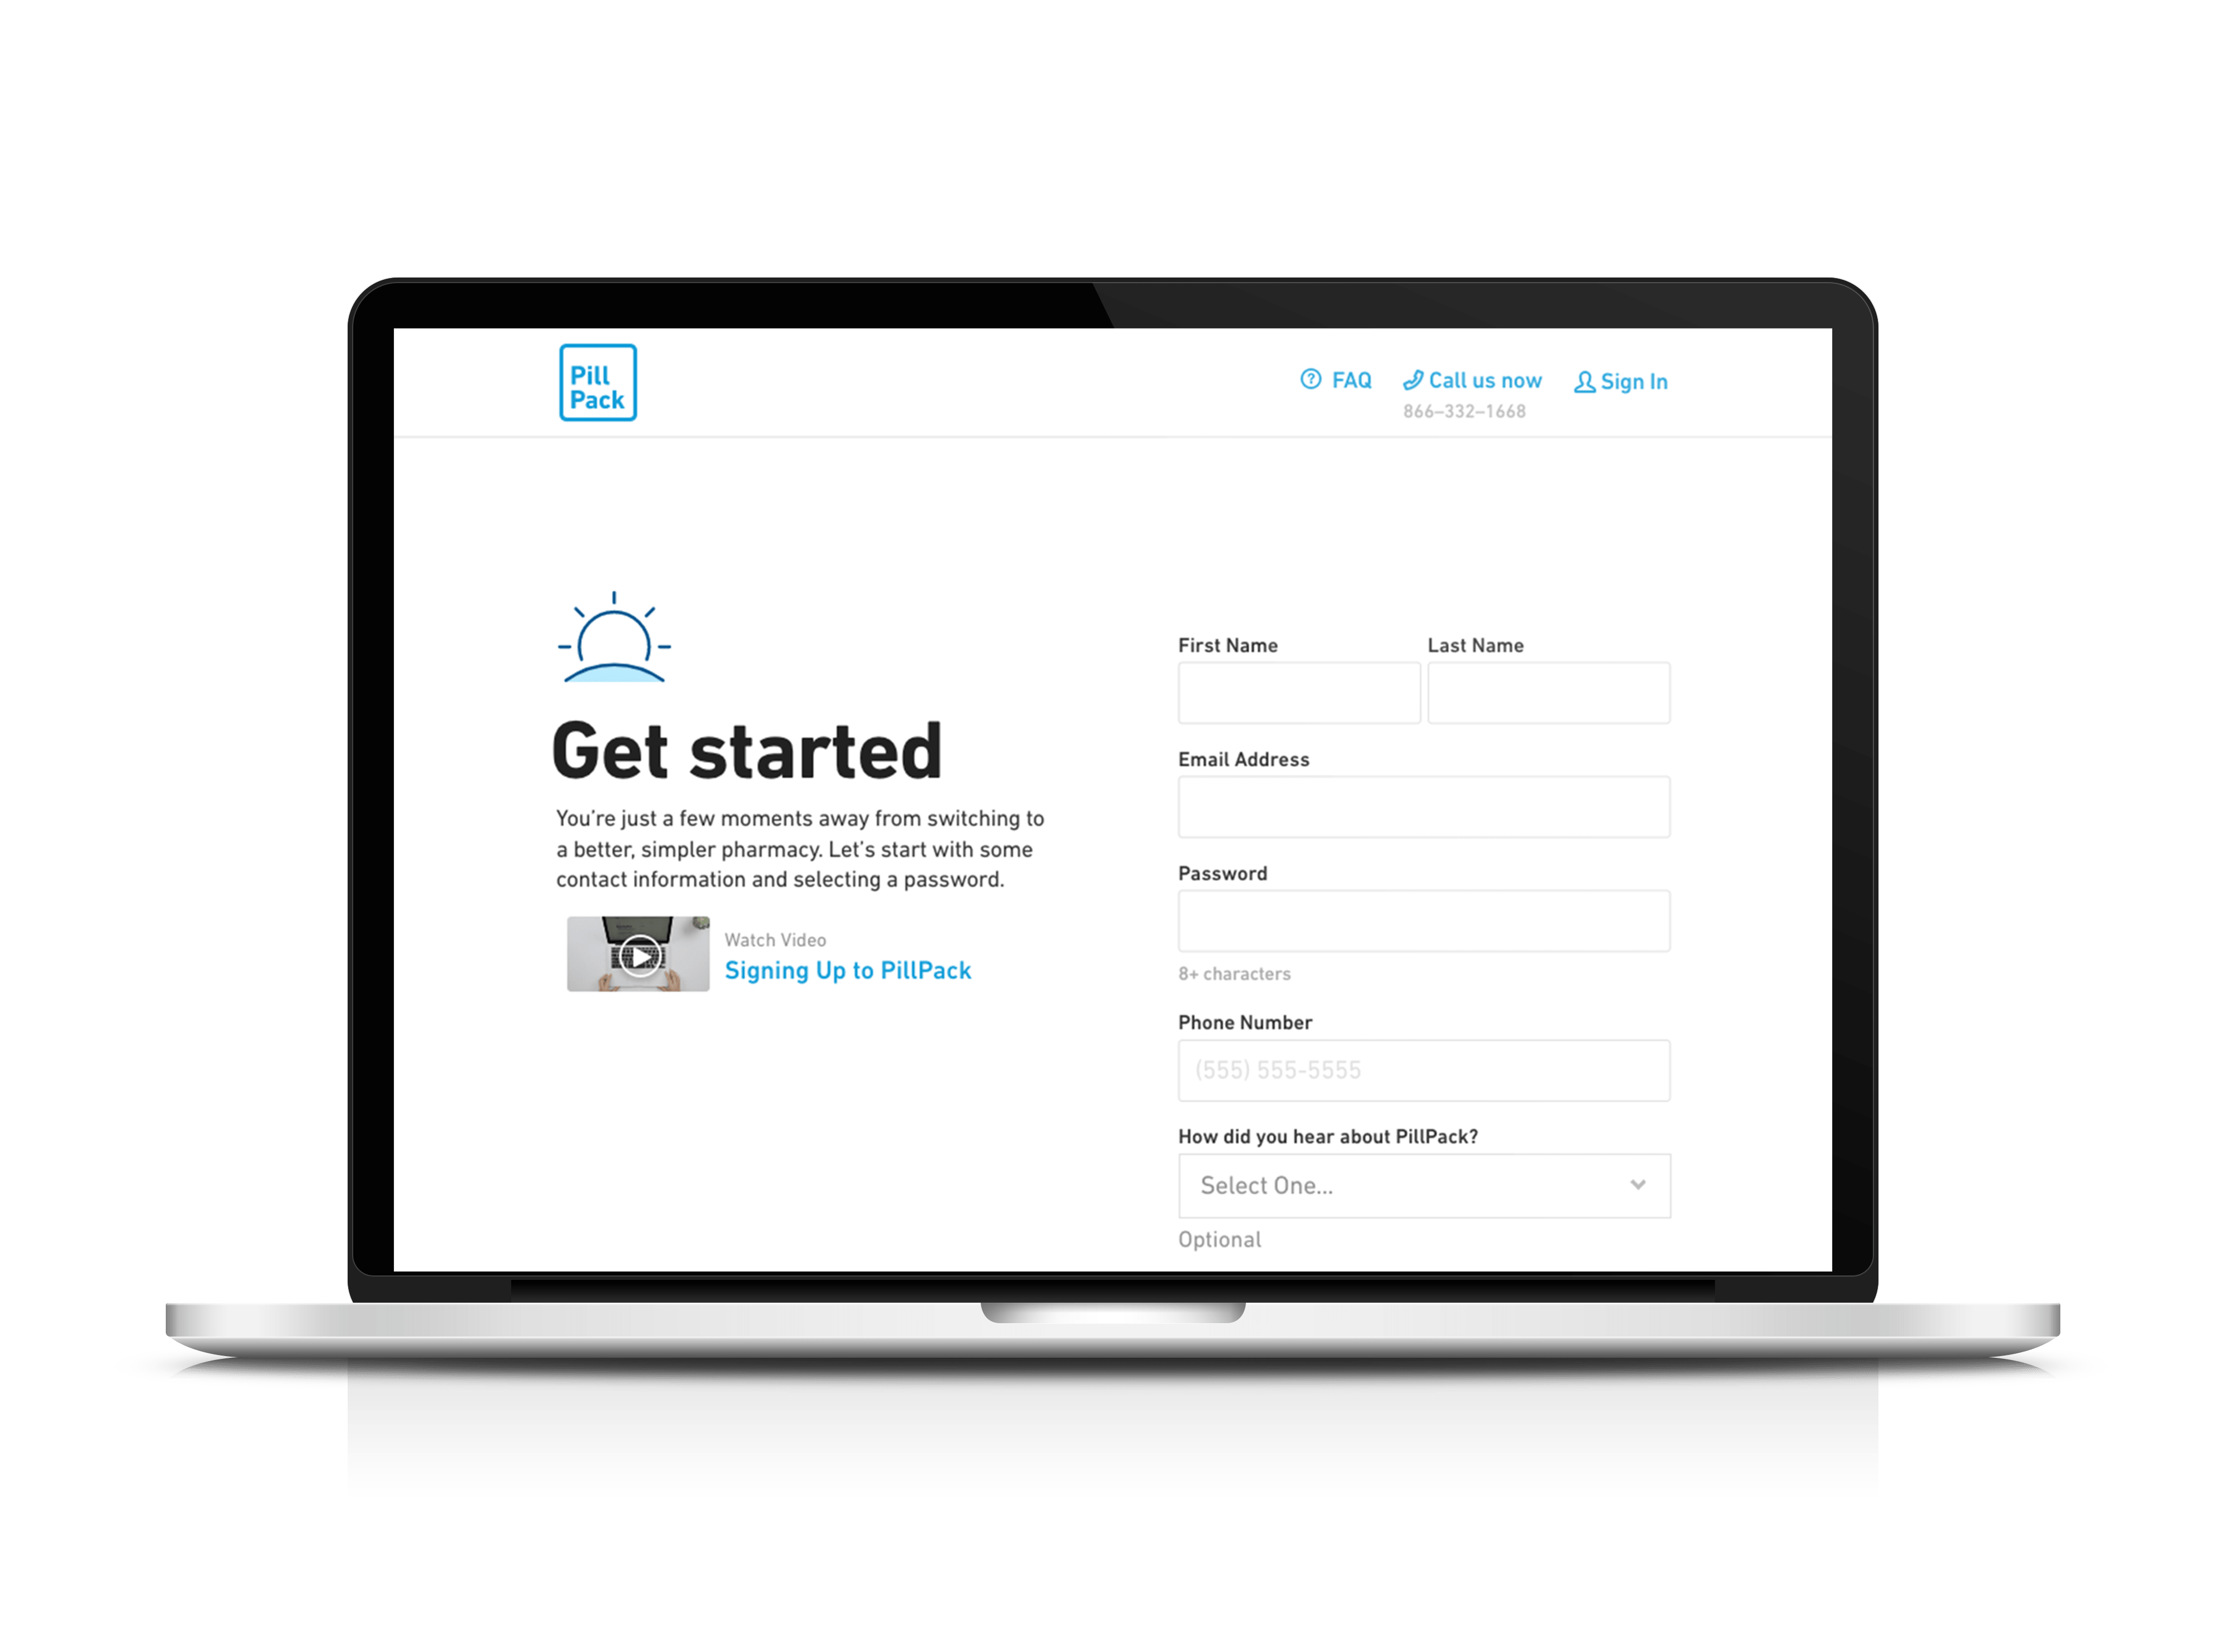 Pill
Pack
FAQ
Call us now
866–332–1668
Sign In
Get started
You're just a few moments away from switching to
a better, simpler pharmacy. Let's start with some
contact information and selecting a password.
Watch Video
Signing Up to PillPack
First Name
Last Name
Email Address
Password
8+ characters
Phone Number
(555) 555-5555
How did you hear about PillPack?
Select One...
Optional